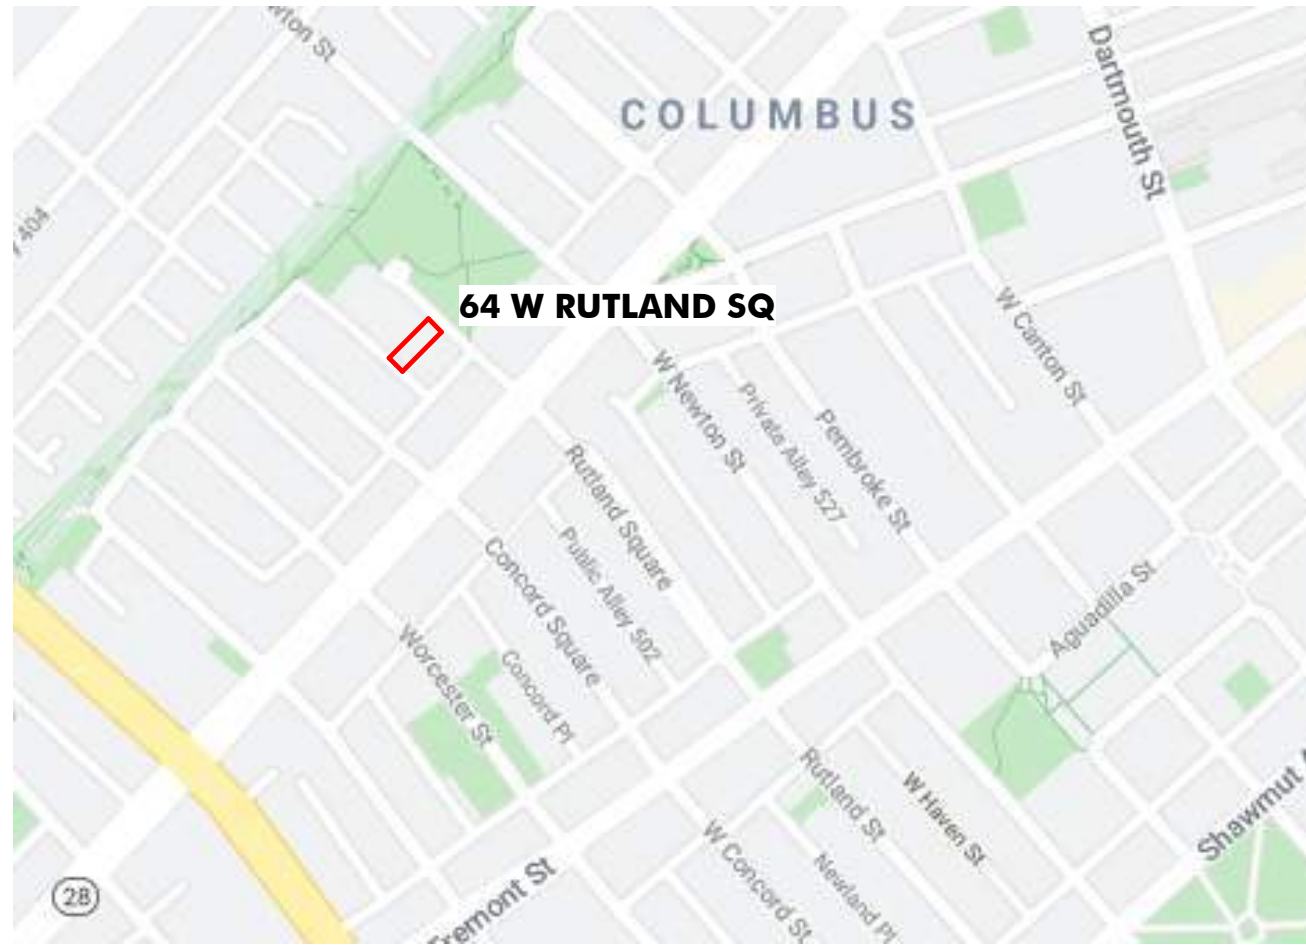 wton St
COLUMBUS
Dartmouth St
404
64 W RUTLAND SQ
W Canton St
W Newton St
Private Alley 527
Pembroke St
Rutland Square
Public Alley 502
Concord Square
Concord Pl
Worcester St
Aguadilla St
Rutland St
W Haven St
Shawmut A
W Concord St
Newland Pl
Tremont St
28